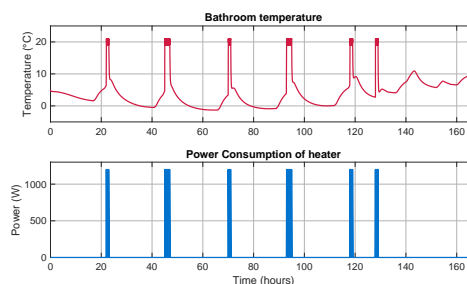 Bathroom temperature
Temperature (°C)
20
10
0
0 20 40 60 80 100 120 140 160
Power Consumption of heater
Power (W)
1000
500
0
0 20 40 60 80 100 120 140 160
Time (hours)